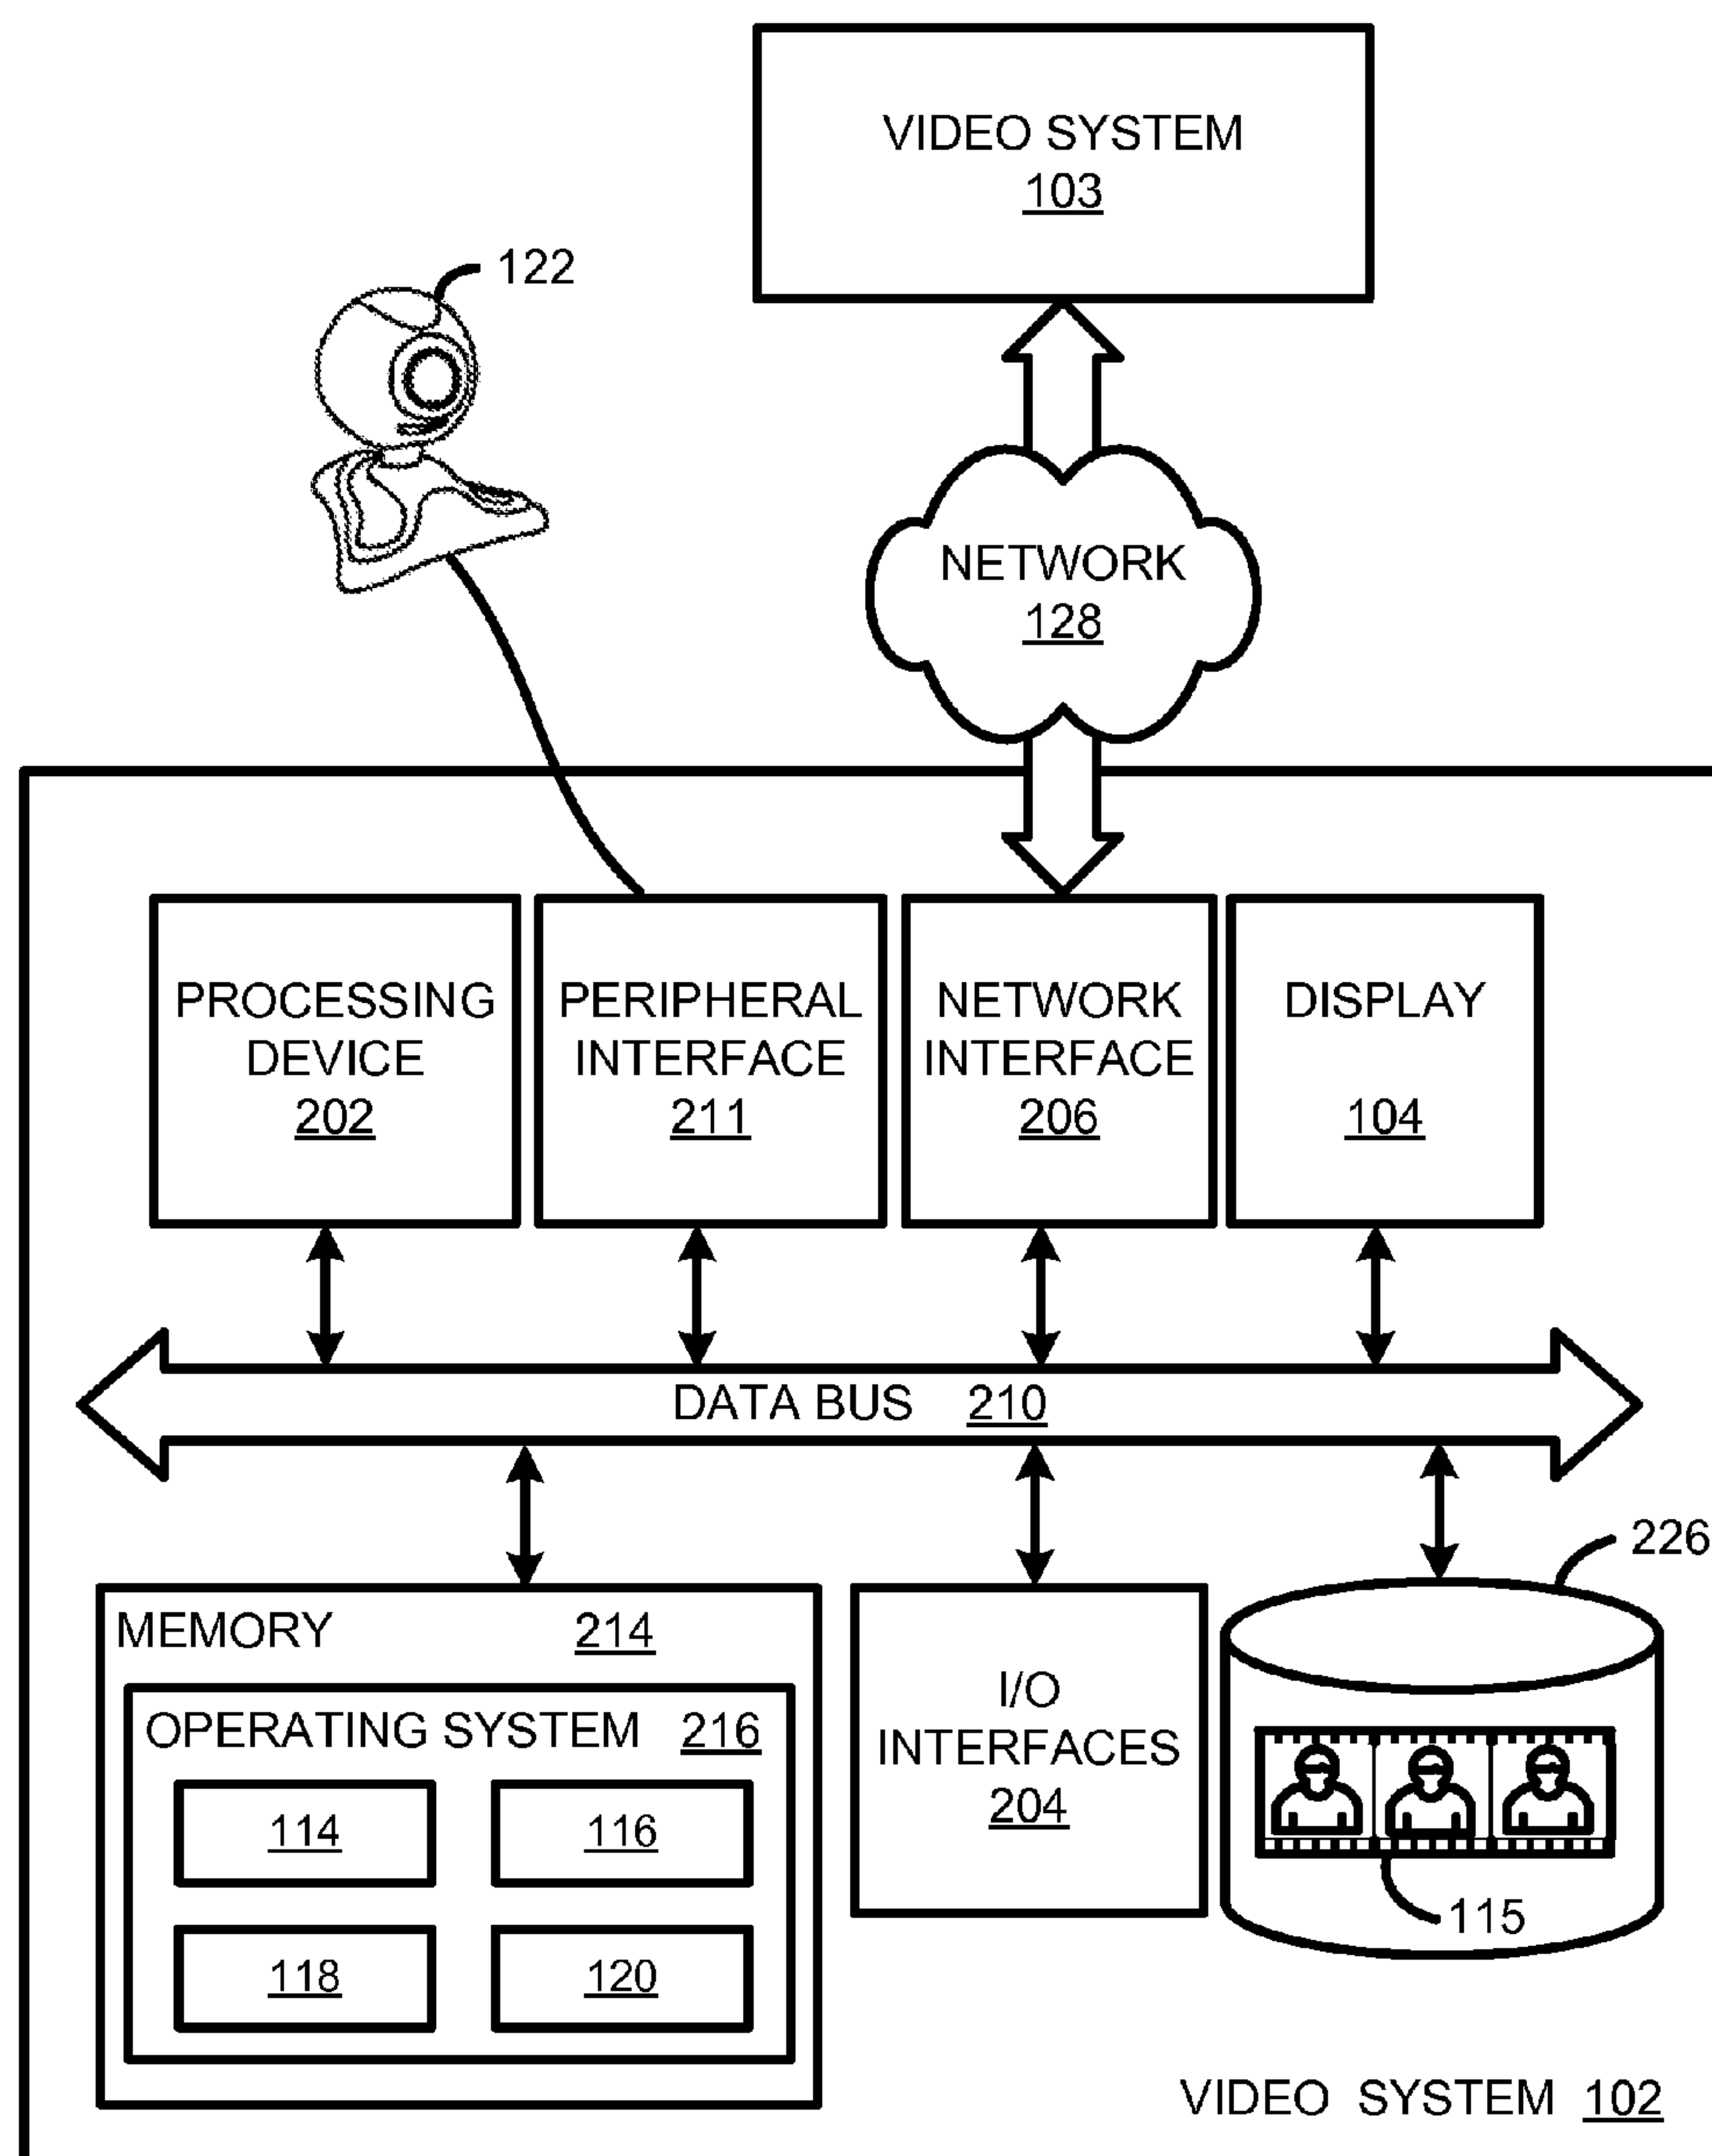 VIDEO SYSTEM
103
122
NETWORK
128
PROCESSING
DEVICE
202
PERIPHERAL
INTERFACE
211
NETWORK
INTERFACE
206
DISPLAY
104
DATA BUS 210
226
MEMORY 214
OPERATING SYSTEM 216
114
116
118
120
I/O
INTERFACES
204
115
VIDEO SYSTEM 102